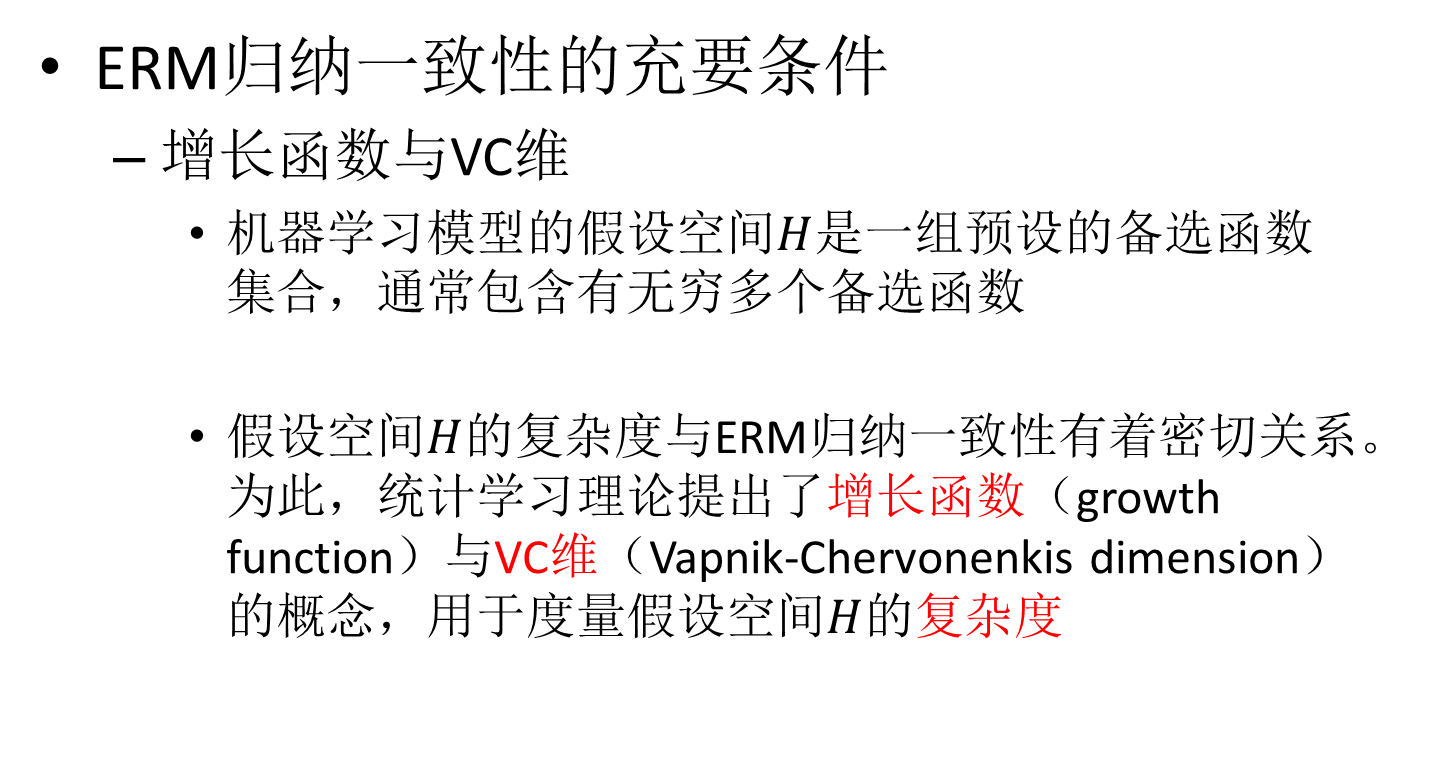 • ERM归纳一致性的充要条件
– 增长函数与VC维
• 机器学习模型的假设空间H是一组预设的备选函数
集合，通常包含有无穷多个备选函数
• 假设空间H的复杂度与ERM归纳一致性有着密切关系。
为此，统计学习理论提出了增长函数（growth
function）与VC维（Vapnik-Chervonenkis dimension）
的概念，用于度量假设空间H的复杂度